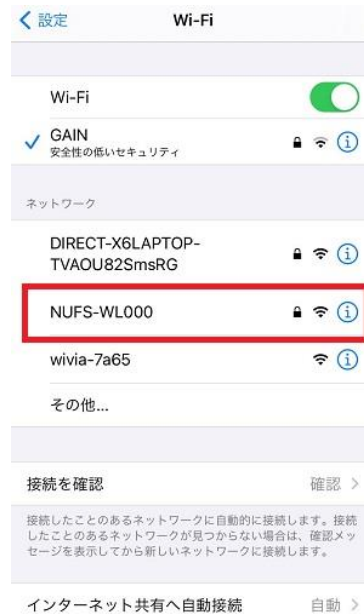 設定 Wi-Fi
Wi-Fi
GAIN
安全性の低いセキュリティ
ネットワーク
DIRECT-X6LAPTOP-
TVAOU82SmsRG
NUFS-WL000
wivia-7a65
その他...
接続を確認 確認
接続したことのあるネットワークに自動的に接続します。接続
したことのあるネットワークが見つからない場合は、確認メッ
セージを表示してから新しいネットワークに接続します。
インターネット共有へ自動接続 自動